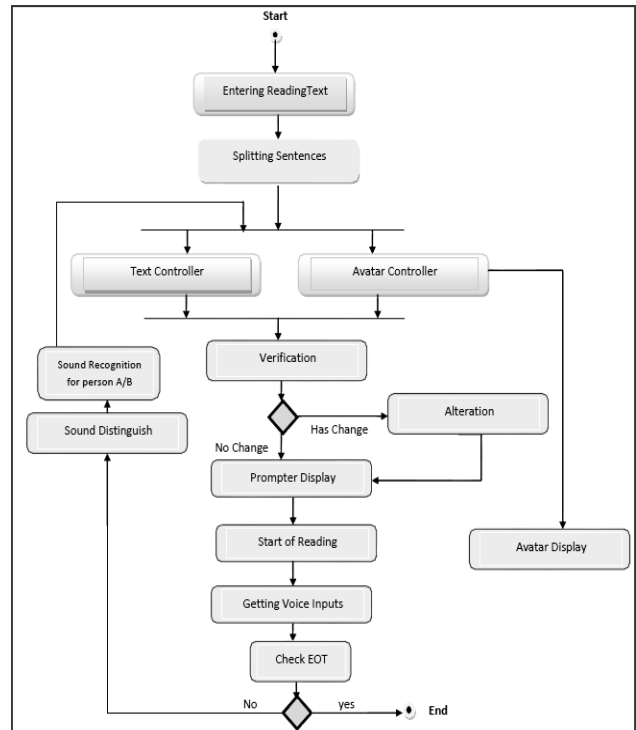 Start
Entering ReadingText
Splitting Sentences
Text Controller
Avatar Controller
Verification
Sound Recognition
for person A/B
Alteration
Sound Distinguish
Has Change
No Change
Prompter Display
Start of Reading
Avatar Display
Getting Voice Inputs
Check EOT
No
yes
End